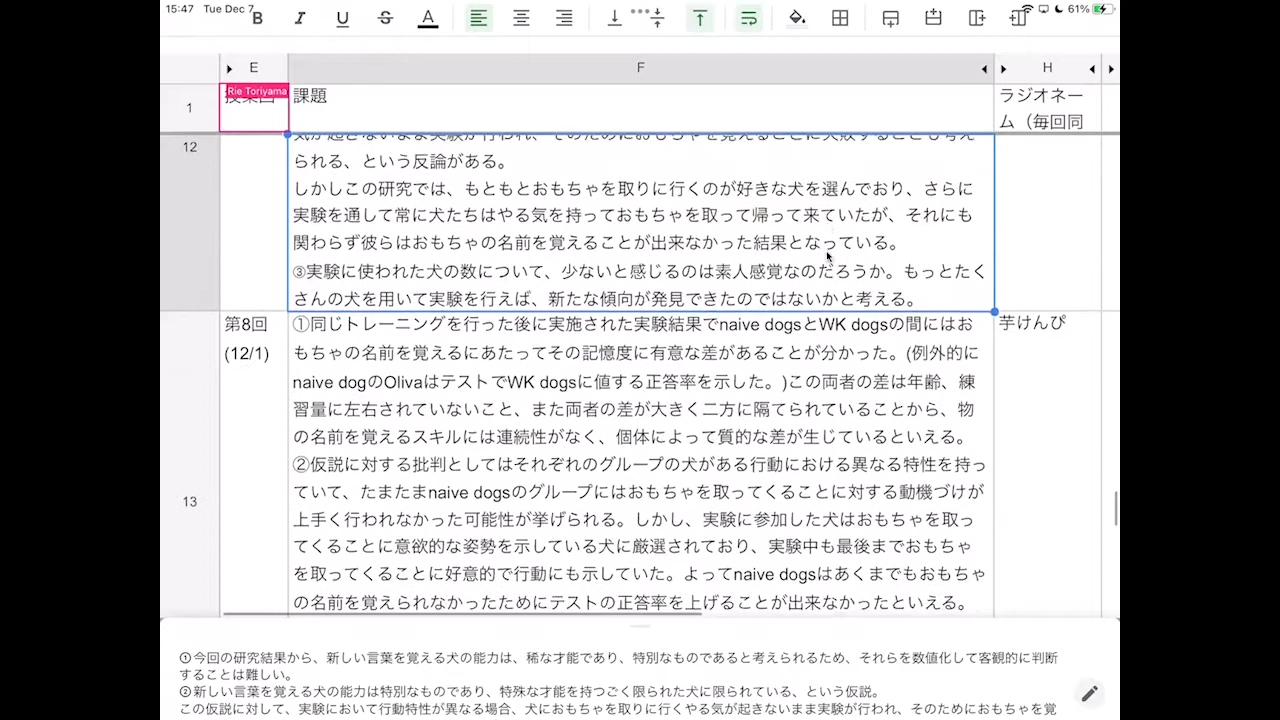 15:47 Tue Dec 7
61%
B I U S A
E F H
Rie Toriyama
1 課題 ラジオネー
ム（毎回同
12
られる、という反論がある。
しかしこの研究では、もともとおもちゃを取りに行くのが好きな犬を選んでおり、さらに
実験を通して常に犬たちはやる気を持っておもちゃを取って帰って来ていたが、それにも
関わらず彼らはおもちゃの名前を覚えることが出来なかった結果となっている。
③実験に使われた犬の数について、少ないと感じるのは素人感覚なのだろうか。もっとたく
さんの犬を用いて実験を行えば、新たな傾向が発見できたのではないかと考える。
13
第8回
(12/1)
①同じトレーニングを行った後に実施された実験結果でnaive dogsとWK dogsの間にはお
もちゃの名前を覚えるにあたってその記憶度に有意な差があることが分かった。(例外的に
naive dogのOlivaはテストでWK dogsに値する正答率を示した。)この両者の差は年齢、練
習量に左右されていないこと、また両者の差が大きく二方に隔てられていることから、物
の名前を覚えるスキルには連続性がなく、個体によって質的な差が生じているといえる。
②仮説に対する批判としてはそれぞれのグループの犬がある行動における異なる特性を持っ
ていて、たまたまnaive dogsのグループにはおもちゃを取ってくることに対する動機づけが
上手く行われなかった可能性が挙げられる。しかし、実験に参加した犬はおもちゃを取っ
てくることに意欲的な姿勢を示している犬に厳選されており、実験中も最後までおもちゃ
を取ってくることに好意的で行動にも示していた。よってnaive dogsはあくまでもおもちゃ
の名前を覚えられなかったためにテストの正答率を上げることが出来なかったといえる。
芋けんぴ
①今回の研究結果から、新しい言葉を覚える犬の能力は、稀な才能であり、特別なものであると考えられるため、それらを数値化して客観的に判断
することは難しい。
②新しい言葉を覚える犬の能力は特別なものであり、特殊な才能を持つごく限られた犬に限られている、という仮説。
この仮説に対して、実験において行動特性が異なる場合、犬におもちゃを取りに行くやる気が起きないまま実験が行われ、そのためにおもちゃを覚